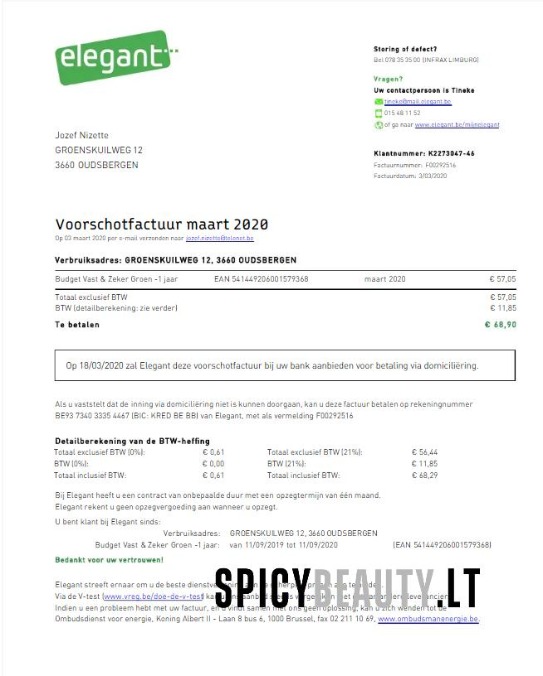 elegant
Storing of defect?
Bel 078 35 35 00 (INFRAX LIMBURG)
Vragen?
Uw contactpersoon is Tineke
tineke@mail.elegant.be
015 48 11 52
of ga naar www.elegant.be/mijnelegant
Jozef Nizette
GROENSKUILWEG 12
3660 OUDSBERGEN
Klantnummer: K2273047-46
Factuurnummer: F00292516
Factuurdatum: 3/03/2020
Voorschotfactuur maart 2020
Op 03 maart 2020 per e-mail verzonden naar
Verbruiksadres: GROENSKUILWEG 12, 3660 OUDSBERGEN
Budget Vast & Zeker Groen -1 jaar EAN 541449206001579368 maart 2020 € 57,05
Totaal exclusief BTW € 57,05
BTW (detailberekening: zie verder) € 11,85
Te betalen € 68,90
Op 18/03/2020 zal Elegant deze voorschotfactuur bij uw bank aanbieden voor betaling via domiciliëring.
Als u vaststelt dat de inning via domiciliëring niet is kunnen doorgaan, kan u deze factuur betalen op rekeningnummer
BE93 7340 3335 4467 (BIC: KRED BE BB) van Elegant, met als vermelding F00292516
Detailberekening van de BTW-heffing
Totaal exclusief BTW (0%): € 0,61 Totaal exclusief BTW (21%): € 56,44
BTW (0%): € 0,00 BTW (21%): € 11,85
Totaal inclusief BTW: € 0,61 Totaal inclusief BTW: € 68,29
Bij Elegant heeft u een contract van onbepaalde duur met een opzegtermijn van één maand.
Elegant rekent u geen opzegvergoeding aan wanneer u opzegt.
U bent klant bij Elegant sinds:
Verbruiksadres: GROENSKUILWEG 12, 3660 OUDSBERGEN
Budget Vast & Zeker Groen -1 jaar: van 11/09/2019 tot 11/09/2020 (EAN 541449206001579368)
Bedankt voor uw vertrouwen!
Elegant streeft ernaar om u de beste dienstve
Via de V-test (www.vreg.be/doe-de-v-test)
Indien u een probleem hebt met uw factuur, en u vindt samen met ons geen oplossing, kan u zich wenden tot de
Ombudsdienst voor energie, Koning Albert II - Laan 8 bus 6, 1000 Brussel, fax 02 211 10 69, www.ombudsmanenergie.be.
SPICYBEAUTY.LT